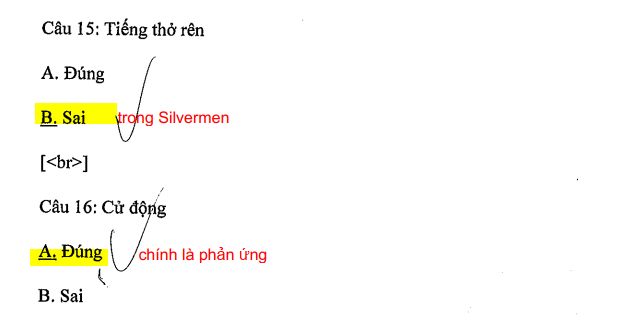 Câu 15: Tiếng thở rên
A. Đúng
B. Sai trong Silvermen
[<br>]
Câu 16: Cử động
A. Đúng chính là phản ứng
B. Sai